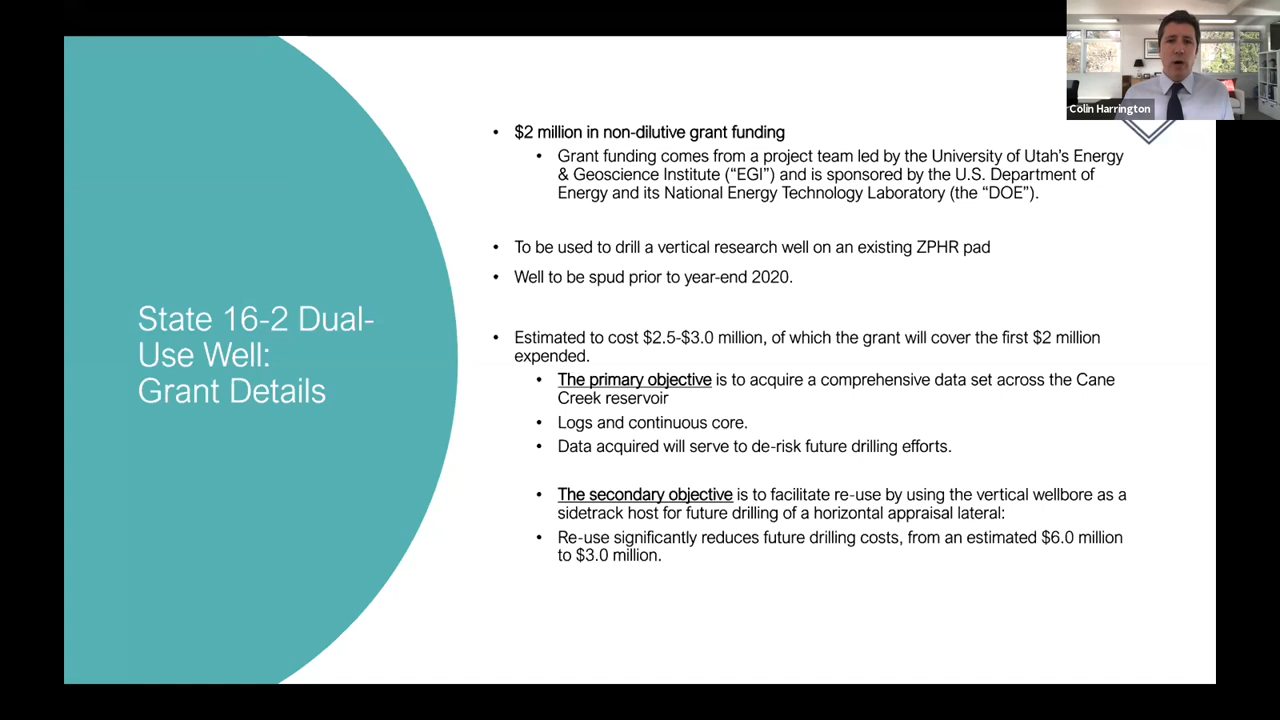 Colin Harrington
State 16-2 Dual-
Use Well:
Grant Details
• $2 million in non-dilutive grant funding
• Grant funding comes from a project team led by the University of Utah’s Energy
& Geoscience Institute (“EGI”) and is sponsored by the U.S. Department of
Energy and its National Energy Technology Laboratory (the “DOE”).
• To be used to drill a vertical research well on an existing ZPHR pad
• Well to be spud prior to year-end 2020.
• Estimated to cost $2.5-$3.0 million, of which the grant will cover the first $2 million
expended.
• The primary objective is to acquire a comprehensive data set across the Cane
Creek reservoir
• Logs and continuous core.
• Data acquired will serve to de-risk future drilling efforts.
• The secondary objective is to facilitate re-use by using the vertical wellbore as a
sidetrack host for future drilling of a horizontal appraisal lateral:
• Re-use significantly reduces future drilling costs, from an estimated $6.0 million
to $3.0 million.